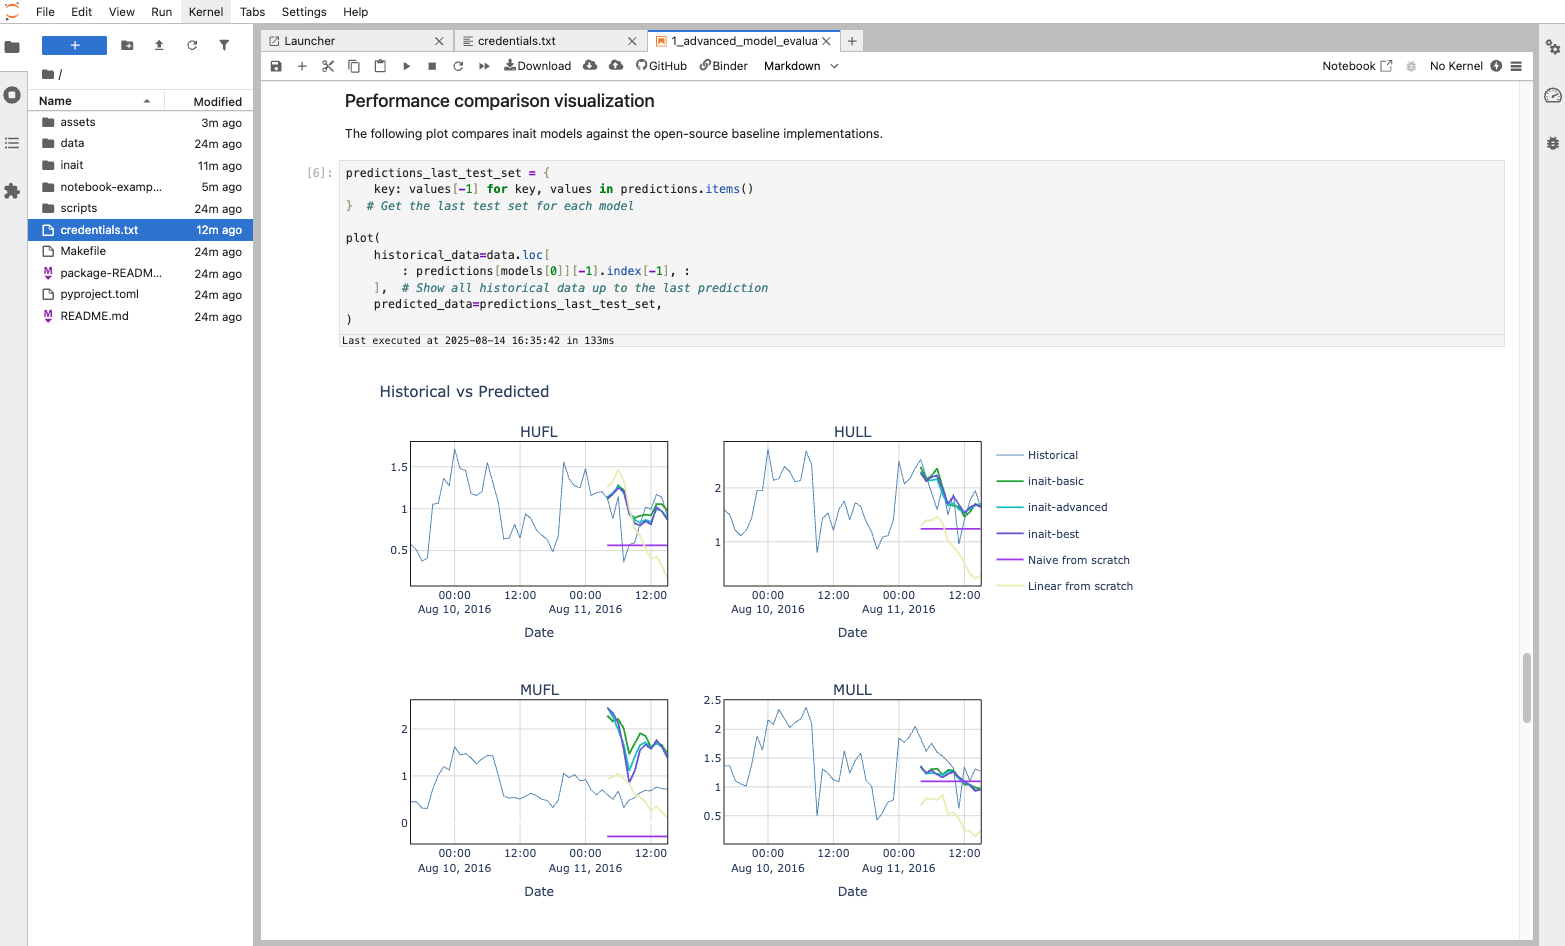 File Edit View Run Kernel Tabs Settings Help
Launcher
credentials.txt
1_advanced_model_evalua
Download
GitHub
Binder
Markdown
Notebook
No Kernel
/
Name Modified
assets 3m ago
data 24m ago
inait 11m ago
notebook-examp... 5m ago
scripts 24m ago
credentials.txt 12m ago
Makefile 24m ago
package-READM... 24m ago
pyproject.toml 24m ago
README.md 24m ago
Performance comparison visualization
The following plot compares inait models against the open-source baseline implementations.
[6]:
predictions_last_test_set = {
    key: values[-1] for key, values in predictions.items()
}  # Get the last test set for each model
plot(
    historical_data=data.loc[
        : predictions[models[0]][-1].index[-1], :
    ],  # Show all historical data up to the last prediction
    predicted_data=predictions_last_test_set,
)
Last executed at 2025-08-14 16:35:42 in 133ms
Historical vs Predicted
HUFL
1.5
1
0.5
00:00 12:00 00:00 12:00
Aug 10, 2016 Aug 11, 2016
Date
HULL
2
1
00:00 12:00 00:00 12:00
Aug 10, 2016 Aug 11, 2016
Date
Historical
inait-basic
inait-advanced
inait-best
Naive from scratch
Linear from scratch
MUFL
2
1
0
00:00 12:00 00:00 12:00
Aug 10, 2016 Aug 11, 2016
Date
MULL
2.5
2
1.5
1
0.5
00:00 12:00 00:00 12:00
Aug 10, 2016 Aug 11, 2016
Date